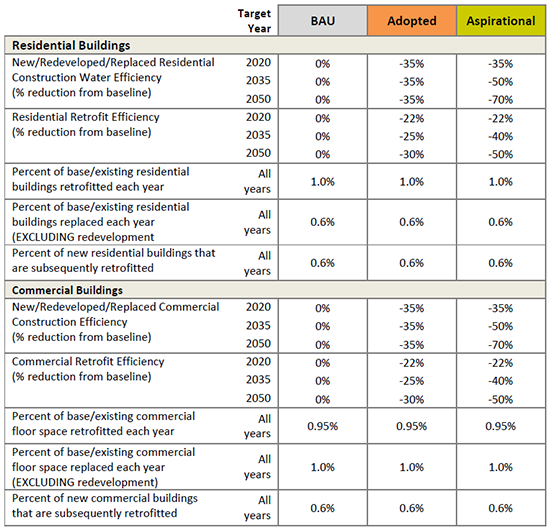 Target Year BAU Adopted Aspirational
Residential Buildings
New/Redeveloped/Replaced Residential 2020 0% -35% -35%
Construction Water Efficiency 2035 0% -35% -50%
(% reduction from baseline) 2050 0% -35% -70%
Residential Retrofit Efficiency 2020 0% -22% -22%
(% reduction from baseline) 2035 0% -25% -40%
2050 0% -30% -50%
Percent of base/existing residential
buildings retrofitted each year All years 1.0% 1.0% 1.0%
Percent of base/existing residential
buildings replaced each year All years 0.6% 0.6% 0.6%
(EXCLUDING redevelopment
Percent of new residential buildings that
are subsequently retrofitted All years 0.6% 0.6% 0.6%
Commercial Buildings
New/Redeveloped/Replaced Commercial 2020 0% -35% -35%
Construction Efficiency 2035 0% -35% -50%
(% reduction from baseline) 2050 0% -35% -70%
Commercial Retrofit Efficiency 2020 0% -22% -22%
(% reduction from baseline) 2035 0% -25% -40%
2050 0% -30% -50%
Percent of base/existing commercial
floor space retrofitted each year All years 0.95% 0.95% 0.95%
Percent of base/existing commercial
floor space replaced each year All years 1.0% 1.0% 1.0%
(EXCLUDING redevelopment)
Percent of new commercial buildings
that are subsequently retrofitted All years 0.6% 0.6% 0.6%